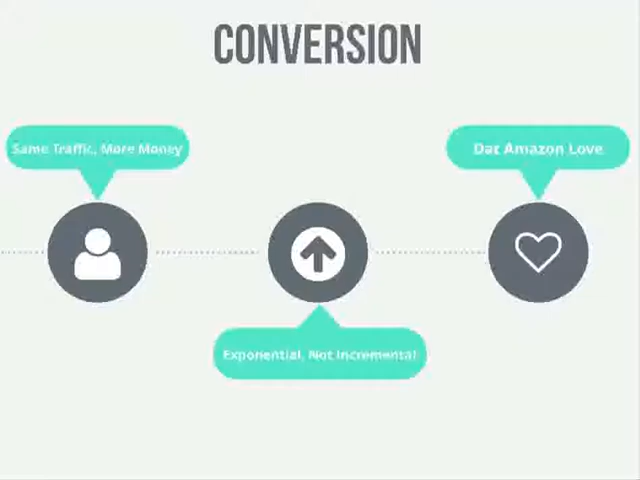 CONVERSION
Same Traffic, More Money
Dat Amazon Love
Exponential, Not Incremental